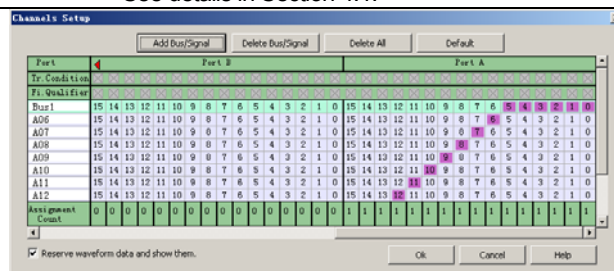 See details in Section 4.4.
Channels Setup
Add Bus/Signal Delete Bus/Signal Delete All Default
Port Port B Port A
Tr. Condition
Fi. Qualifier
Bus1 15 14 13 12 11 10 9 8 7 6 5 4 3 2 1 0 15 14 13 12 11 10 9 8 7 6 5 4 3 2 1 0
A06 15 14 13 12 11 10 9 8 7 6 5 4 3 2 1 0 15 14 13 12 11 10 9 8 7 6 5 4 3 2 1 0
A07 15 14 13 12 11 10 9 8 7 6 5 4 3 2 1 0 15 14 13 12 11 10 9 8 7 6 5 4 3 2 1 0
A08 15 14 13 12 11 10 9 8 7 6 5 4 3 2 1 0 15 14 13 12 11 10 9 8 7 6 5 4 3 2 1 0
A09 15 14 13 12 11 10 9 8 7 6 5 4 3 2 1 0 15 14 13 12 11 10 9 8 7 6 5 4 3 2 1 0
A10 15 14 13 12 11 10 9 8 7 6 5 4 3 2 1 0 15 14 13 12 11 10 9 8 7 6 5 4 3 2 1 0
A11 15 14 13 12 11 10 9 8 7 6 5 4 3 2 1 0 15 14 13 12 11 10 9 8 7 6 5 4 3 2 1 0
A12 15 14 13 12 11 10 9 8 7 6 5 4 3 2 1 0 15 14 13 12 11 10 9 8 7 6 5 4 3 2 1 0
Assignment
Count 0 0 0 0 0 0 0 0 0 0 0 0 0 0 0 0 1 1 1 1 1 1 1 1 1 1 1 1 1 1 1 1
Reserve waveform data and show them. Ok Cancel Help